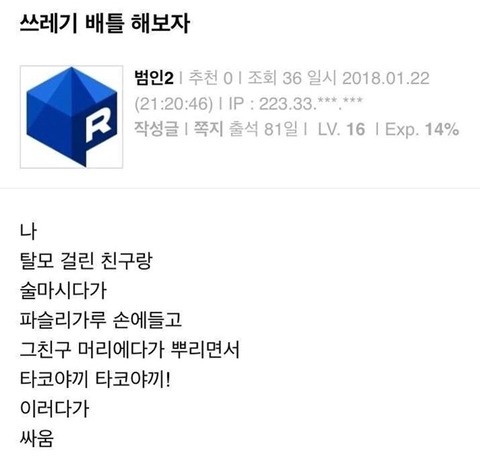 쓰레기 배틀 해보자
범인2 | 추천 0 | 조회 36 일시 2018.01.22
(21:20:46) | IP : 223.33.***.***
작성글 | 쪽지 출석 81일 | LV. 16 | Exp. 14%
R
나
탈모 걸린 친구랑
술마시다가
파슬리가루 손에들고
그친구 머리에다가 뿌리면서
타코야끼 타코야끼!
이러다가
싸움